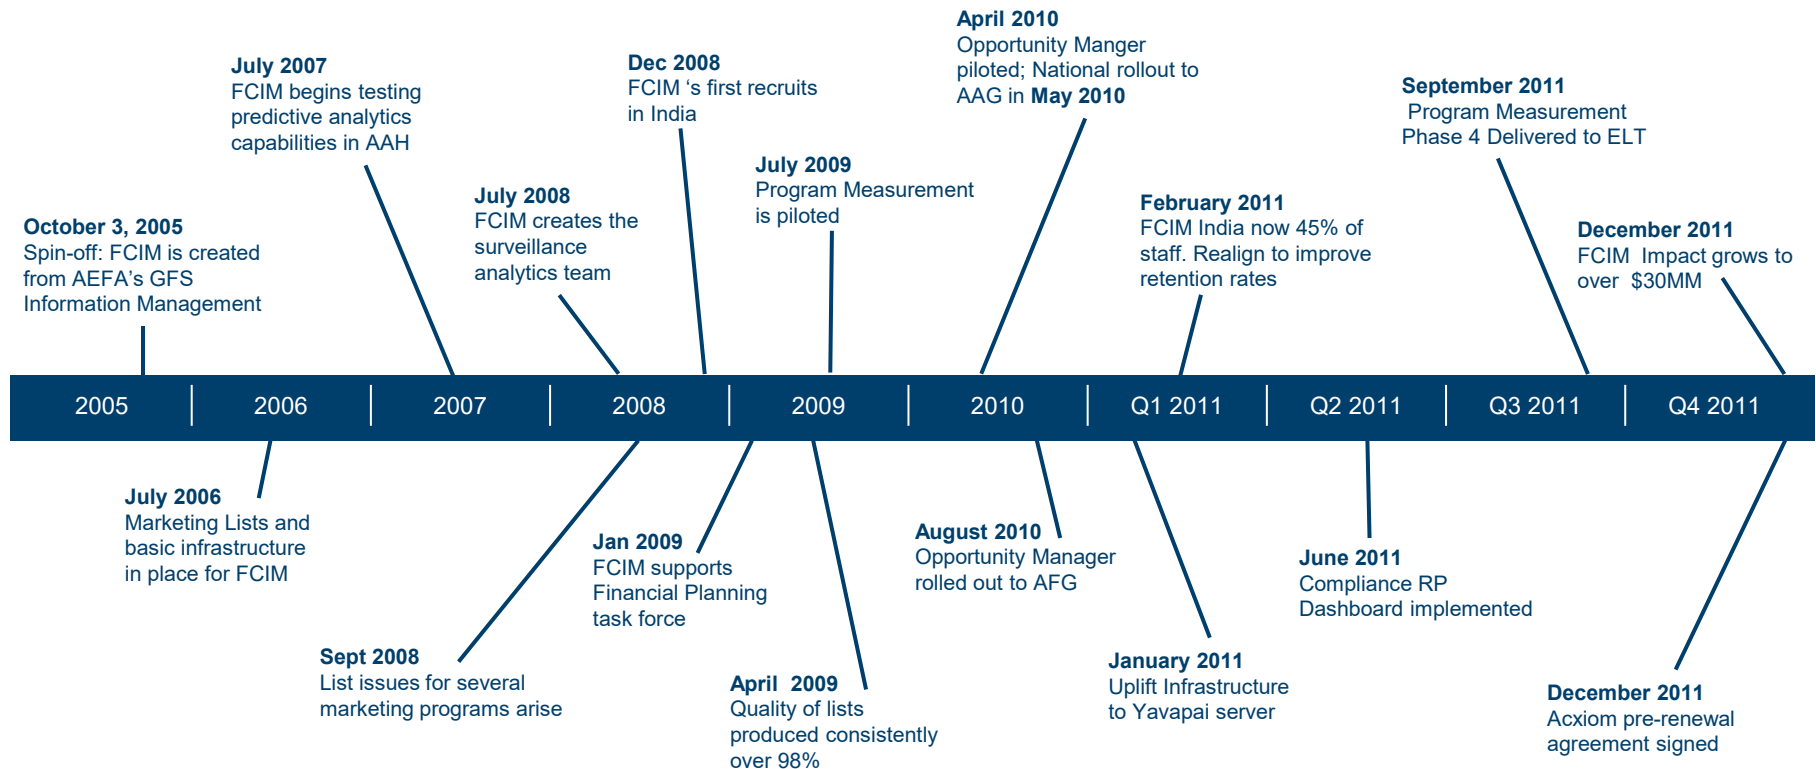 April 2010
Opportunity Manger
piloted; National rollout to
AAG in May 2010
July 2007
FCIM begins testing
predictive analytics
capabilities in AAH
Dec 2008
FCIM ‘s first recruits
in India
September 2011
Program Measurement
Phase 4 Delivered to ELT
July 2009
Program Measurement
is piloted
July 2008
FCIM creates the
surveillance
analytics team
February 2011
FCIM India now 45% of
staff. Realign to improve
retention rates
October 3, 2005
Spin-off: FCIM is created
from AEFA’s GFS
Information Management
December 2011
FCIM Impact grows to
over $30MM
2005
2006
2007
2008
2009
2010
Q1 2011
Q2 2011
Q3 2011
Q4 2011
July 2006
Marketing Lists and
basic infrastructure
in place for FCIM
Jan 2009
FCIM supports
Financial Planning
task force
August 2010
Opportunity Manager
rolled out to AFG
June 2011
Compliance RP
Dashboard implemented
Sept 2008
List issues for several
marketing programs arise
April 2009
Quality of lists
produced consistently
over 98%
January 2011
Uplift Infrastructure
to Yavapai server
December 2011
Acxiom pre-renewal
agreement signed